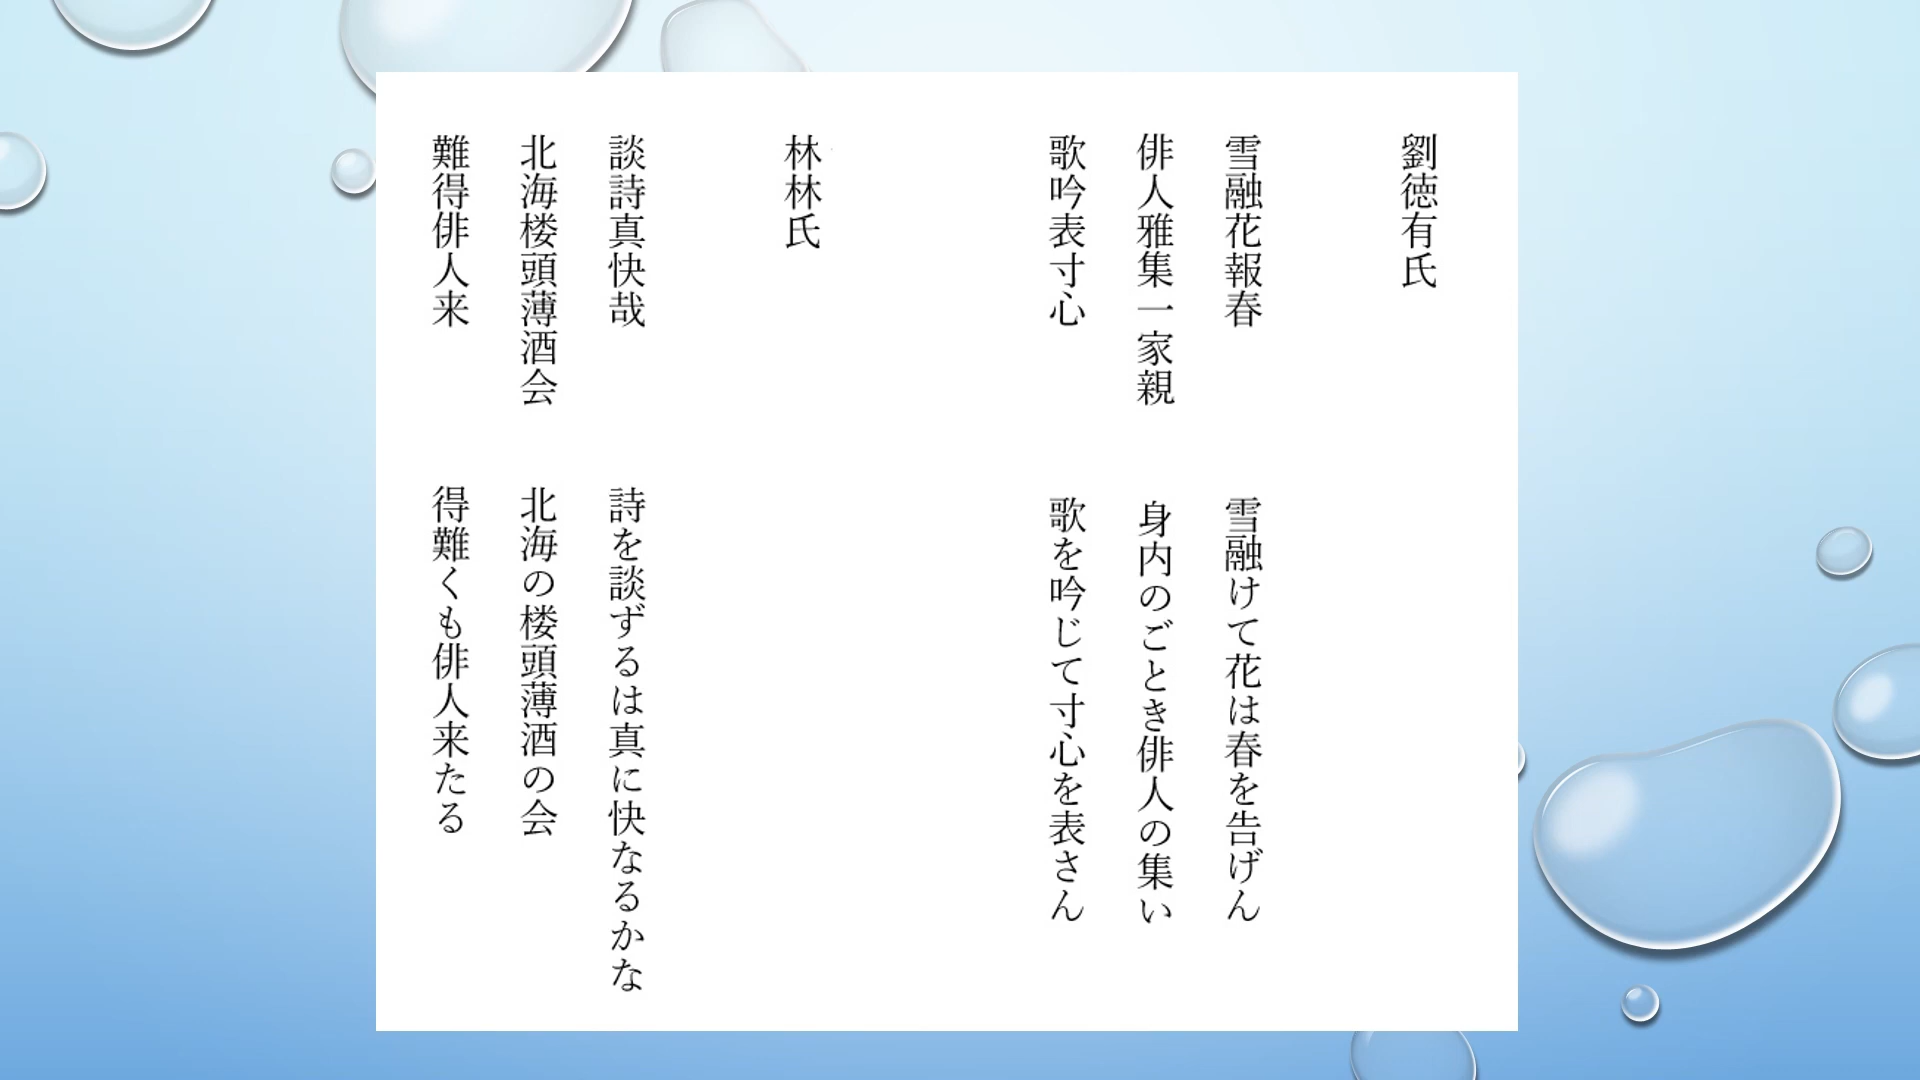 劉徳有氏
雪融花報春　雪融けて花は春を告げん
俳人雅集一家親　身内のごとき俳人の集い
歌吟表寸心　歌を吟じて寸心を表さん
林林氏
談詩真快哉　詩を談ずるは真に快なるかな
北海楼頭薄酒会　北海の楼頭薄酒の会
難得俳人来　得難くも俳人来たる